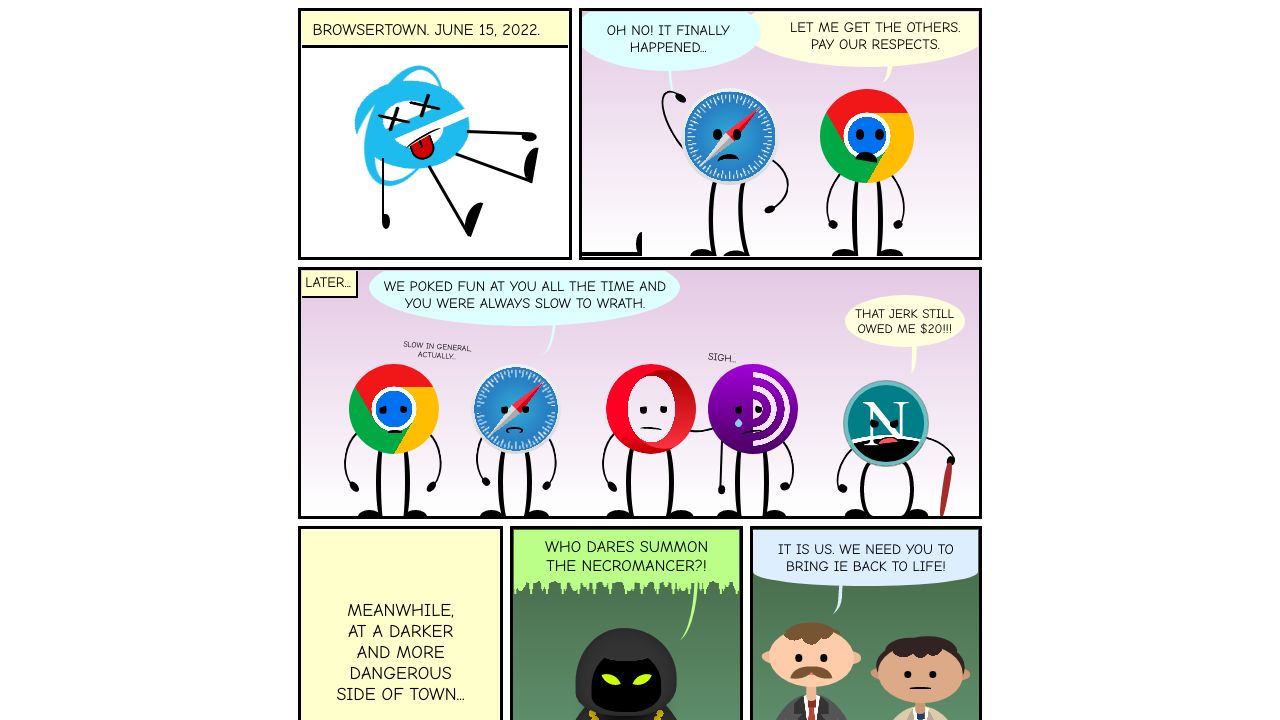 BROWSERTOWN. JUNE 15, 2022.
OH NO! IT FINALLY
HAPPENED...
LET ME GET THE OTHERS.
PAY OUR RESPECTS.
LATER...
WE POKED FUN AT YOU ALL THE TIME AND
YOU WERE ALWAYS SLOW TO WRATH.
SLOW IN GENERAL,
ACTUALLY...
SIGH...
THAT JERK STILL
OWED ME $20!!!
N
MEANWHILE,
AT A DARKER
AND MORE
DANGEROUS
SIDE OF TOWN...
WHO DARES SUMMON
THE NECROMANCER?!
IT IS US. WE NEED YOU TO
BRING IE BACK TO LIFE!